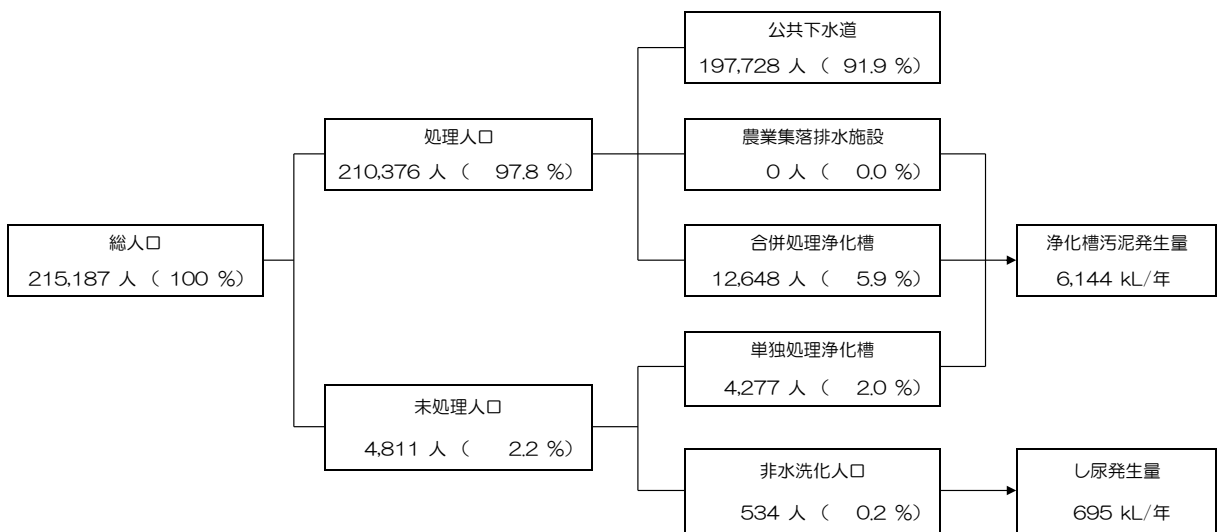 総人口
215,187 人 ( 100 %)
処理人口
210,376 人 ( 97.8 %)
未処理人口
4,811 人 ( 2.2 %)
公共下水道
197,728 人 ( 91.9 %)
農業集落排水施設
0 人 ( 0.0 %)
合併処理浄化槽
12,648 人 ( 5.9 %)
単独処理浄化槽
4,277 人 ( 2.0 %)
非水洗化人口
534 人 ( 0.2 %)
浄化槽汚泥発生量
6,144 kL/年
し尿発生量
695 kL/年